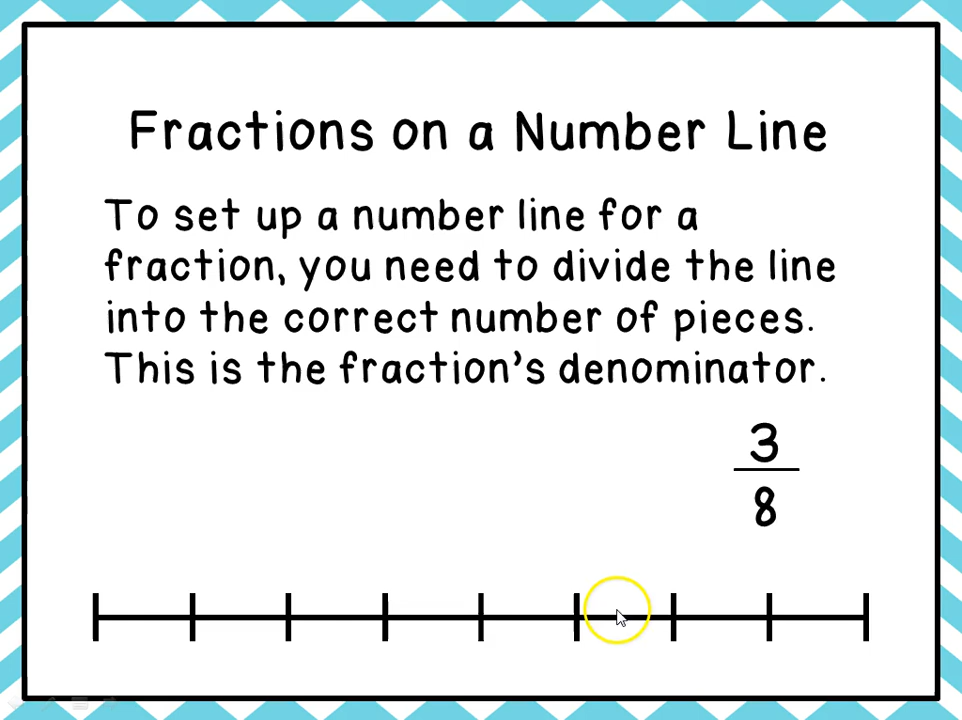 Fractions on a Number Line
To set up a number line for a
fraction, you need to divide the line
into the correct number of pieces.
This is the fraction's denominator.
3
8